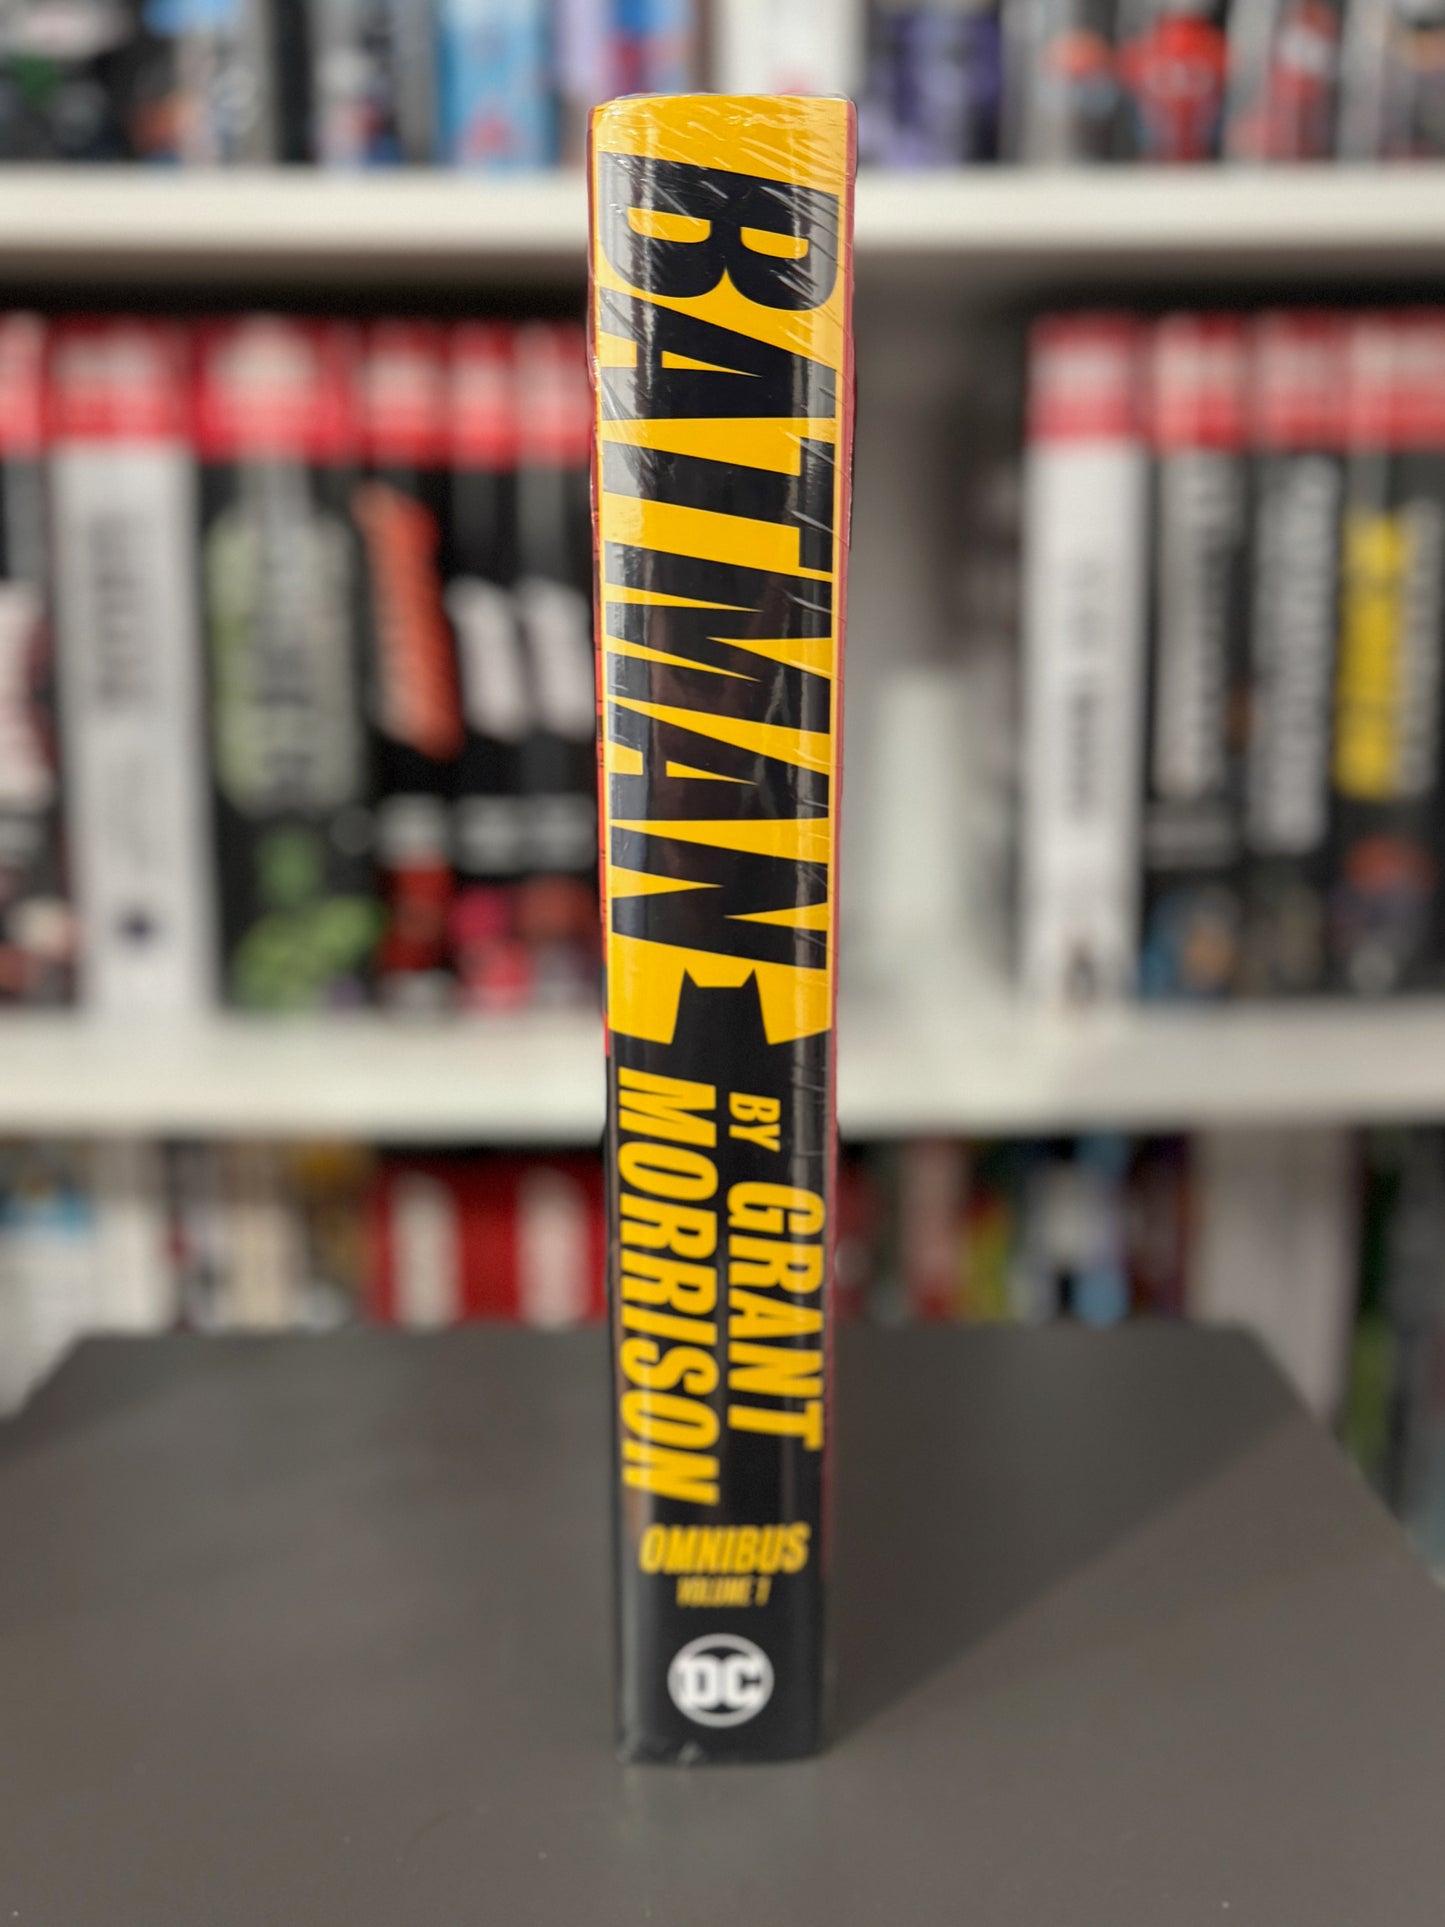 BATMAN
BY GRANT
MORRISON
OMNIBUS
VOLUME 1
DC